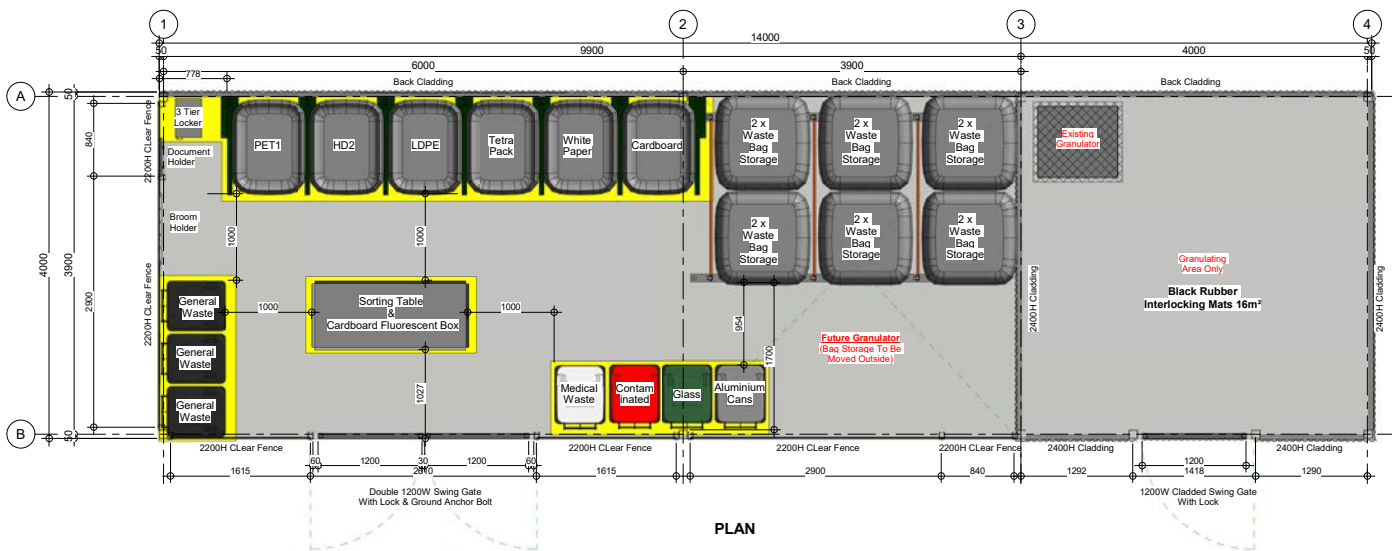 1
2
3
4
14000
50
9900
4000
50
6000
3900
778
Back Cladding
Back Cladding
Back Cladding
A
50
840
2200H CLear Fence
3 Tier
Locker
Document
Holder
Broom
Holder
PET1
HD2
LDPE
Tetra
Pack
White
Paper
Cardboard
2 x
Waste
Bag
Storage
2 x
Waste
Bag
Storage
2 x
Waste
Bag
Storage
2 x
Waste
Bag
Storage
2 x
Waste
Bag
Storage
2 x
Waste
Bag
Storage
Existing
Granulator
Granulating
Area Only
Black Rubber
Interlocking Mats 16m²
4000
3900
2900
2200H CLear Fence
1000
1000
1000
1000
General
Waste
General
Waste
General
Waste
Sorting Table
&
Cardboard Fluorescent Box
1027
954
1700
Future Granulator
(Bag Storage To Be
Moved Outside)
2400H Cladding
2400H Cladding
Medical
Waste
Contam
inated
Glass
Aluminium
Cans
B
50
2200H CLear Fence
2200H CLear Fence
2200H CLear Fence
2200H CLear Fence
2400H Cladding
2400H Cladding
1615
60
1200
30
1200
60
2610
1615
2900
840
1292
1200
1418
1290
Double 1200W Swing Gate
With Lock & Ground Anchor Bolt
1200W Cladded Swing Gate
With Lock
PLAN